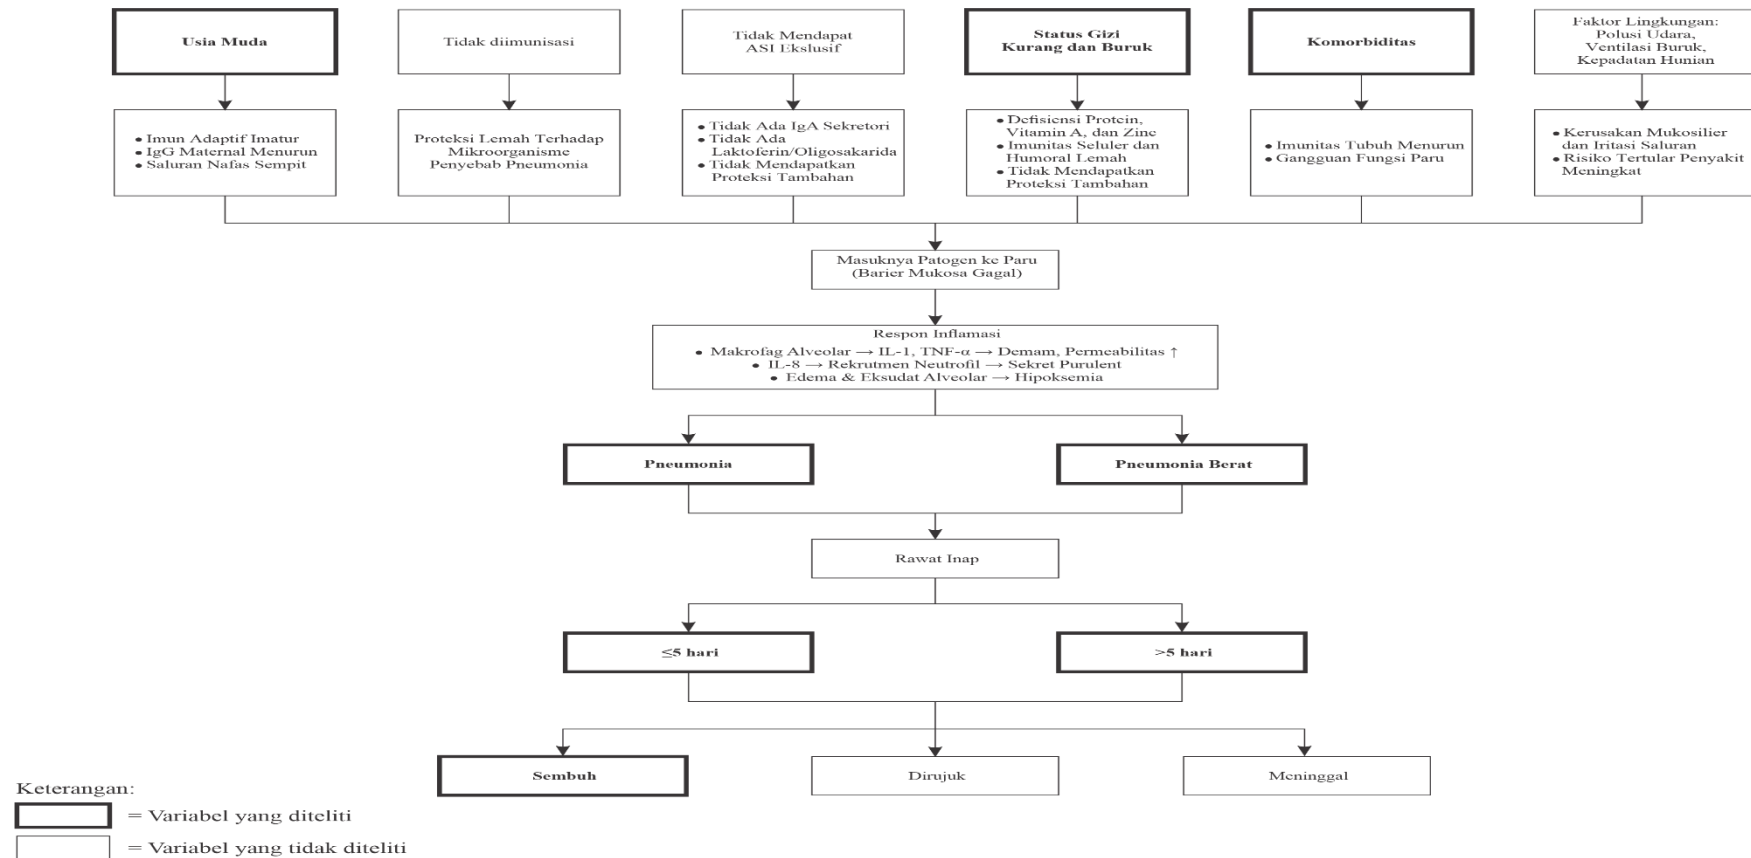 Usia Muda
Tidak diimunisasi
Tidak Mendapat
ASI Ekslusif
Status Gizi
Kurang dan Buruk
Komorbiditas
Faktor Lingkungan:
Polusi Udara,
Ventilasi Buruk,
Kepadatan Hunian
• Imun Adaptif Imatur
• IgG Maternal Menurun
• Saluran Nafas Sempit
Proteksi Lemah Terhadap
Mikroorganisme
Penyebab Pneumonia
• Tidak Ada IgA Sekretori
• Tidak Ada
Laktoferin/Oligosakarida
• Tidak Mendapatkan
Proteksi Tambahan
• Defisiensi Protein,
Vitamin A, dan Zinc
• Imunitas Seluler dan
Humoral Lemah
• Tidak Mendapatkan
Proteksi Tambahan
• Imunitas Tubuh Menurun
• Gangguan Fungsi Paru
• Kerusakan Mukosilier
dan Iritasi Saluran
• Risiko Tertular Penyakit
Meningkat
Masuknya Patogen ke Paru
(Barier Mukosa Gagal)
Respon Inflamasi
• Makrofag Alveolar → IL-1, TNF-α → Demam, Permeabilitas ↑
• IL-8 → Rekrutmen Neutrofil → Sekret Purulent
• Edema & Eksudat Alveolar → Hipoksemia
Pneumonia
Pneumonia Berat
Rawat Inap
≤5 hari
>5 hari
Sembuh
Dirujuk
Meninggal
Keterangan:
= Variabel yang diteliti
= Variabel yang tidak diteliti